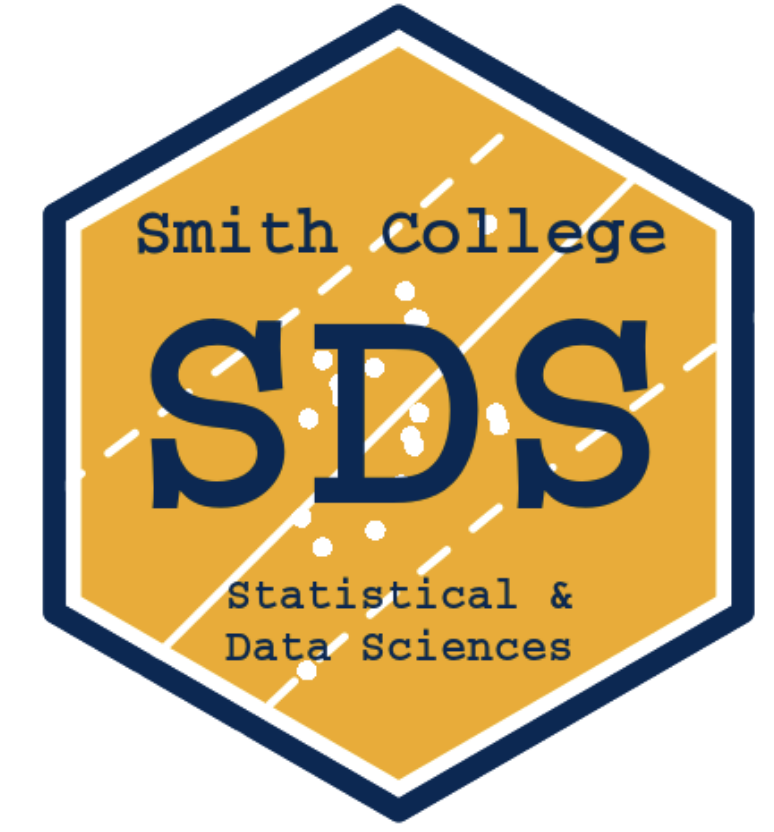 Smith College
SDS
Statistical &
Data Sciences